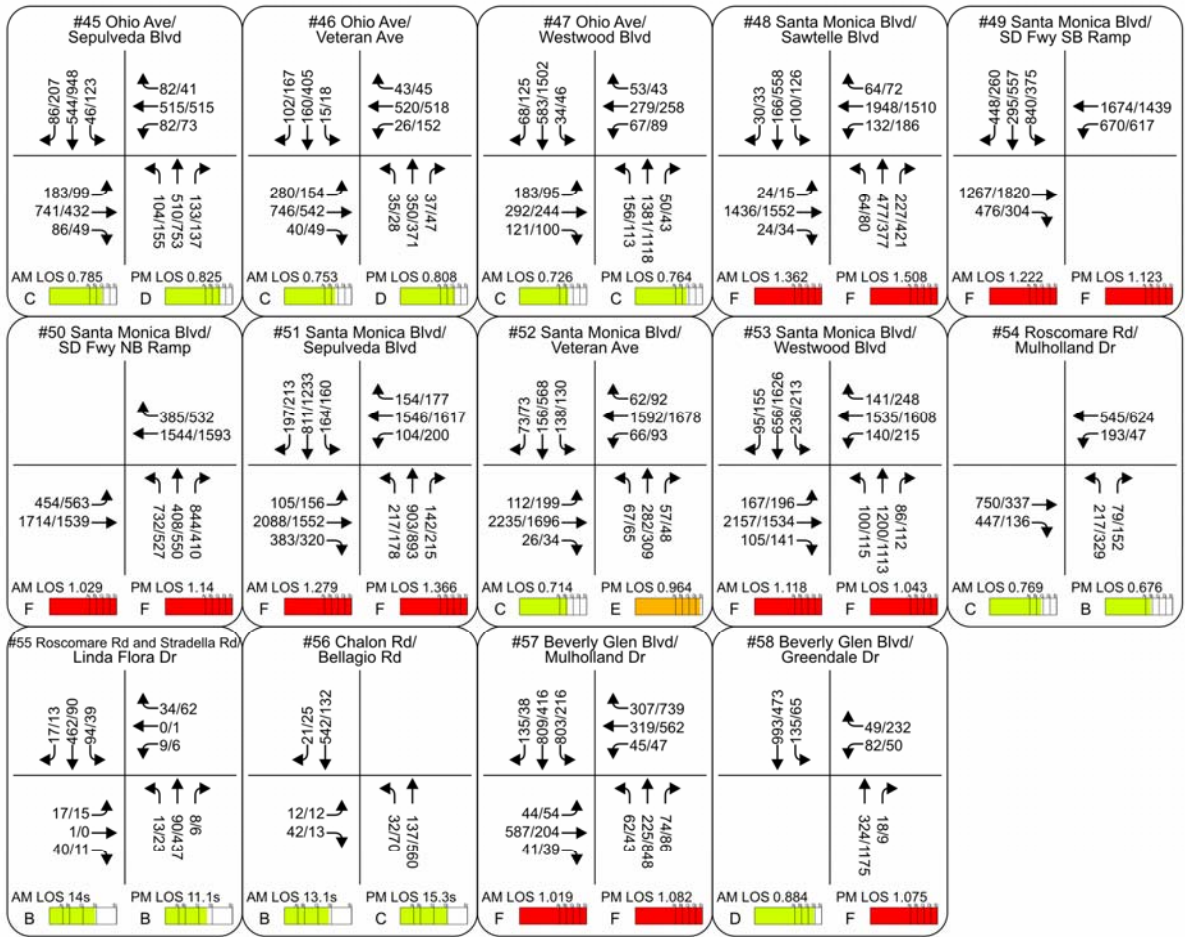 #45 Ohio Ave/
Sepulveda Blvd
86/207
544/948
46/123
82/41
515/515
82/73
183/99
741/432
86/49
104/155
510/753
133/137
AM LOS 0.785
PM LOS 0.825
C
D
#46 Ohio Ave/
Veteran Ave
102/167
160/405
15/18
43/45
520/518
26/152
280/154
746/542
40/49
35/28
350/371
37/47
AM LOS 0.753
PM LOS 0.808
C
D
#47 Ohio Ave/
Westwood Blvd
68/125
583/1502
34/46
53/43
279/258
67/89
183/95
292/244
121/100
156/113
1381/1118
50/43
AM LOS 0.726
PM LOS 0.764
C
C
#48 Santa Monica Blvd/
Sawtelle Blvd
30/33
166/558
100/126
64/72
1948/1510
132/186
24/15
1436/1552
24/34
64/80
477/377
227/421
AM LOS 1.362
PM LOS 1.508
F
F
#49 Santa Monica Blvd/
SD Fwy SB Ramp
448/260
295/557
840/375
1674/1439
670/617
1267/1820
476/304
AM LOS 1.222
PM LOS 1.123
F
F
#50 Santa Monica Blvd/
SD Fwy NB Ramp
385/532
1544/1593
454/563
1714/1539
732/527
408/550
844/410
AM LOS 1.029
PM LOS 1.14
F
F
#51 Santa Monica Blvd/
Sepulveda Blvd
197/213
811/1233
164/160
154/177
1546/1617
104/200
105/156
2088/1552
383/320
217/178
903/893
142/215
AM LOS 1.279
PM LOS 1.366
F
F
#52 Santa Monica Blvd/
Veteran Ave
73/73
156/568
138/130
62/92
1592/1678
66/93
112/199
2235/1696
26/34
67/65
282/309
57/48
AM LOS 0.714
PM LOS 0.964
C
E
#53 Santa Monica Blvd/
Westwood Blvd
95/155
656/1626
236/213
141/248
1535/1608
140/215
167/196
2157/1534
105/141
100/115
1200/1113
86/112
AM LOS 1.118
PM LOS 1.043
F
F
#54 Roscomare Rd/
Mulholland Dr
545/624
193/47
750/337
447/136
217/329
79/152
AM LOS 0.769
PM LOS 0.676
C
B
#55 Roscomare Rd and Stradella Rd/
Linda Flora Dr
17/13
462/90
94/39
34/62
0/1
9/6
17/15
1/0
40/11
13/23
90/437
8/6
AM LOS 14s
PM LOS 11.1s
B
B
#56 Chalon Rd/
Bellagio Rd
21/25
542/132
12/12
42/13
32/70
137/560
AM LOS 13.1s
PM LOS 15.3s
B
C
#57 Beverly Glen Blvd/
Mulholland Dr
135/38
809/416
803/216
307/739
319/562
45/47
44/54
587/204
41/39
62/43
225/848
74/86
AM LOS 1.019
PM LOS 1.082
F
F
#58 Beverly Glen Blvd/
Greendale Dr
993/473
135/65
49/232
82/50
324/1175
18/9
AM LOS 0.884
PM LOS 1.075
D
F